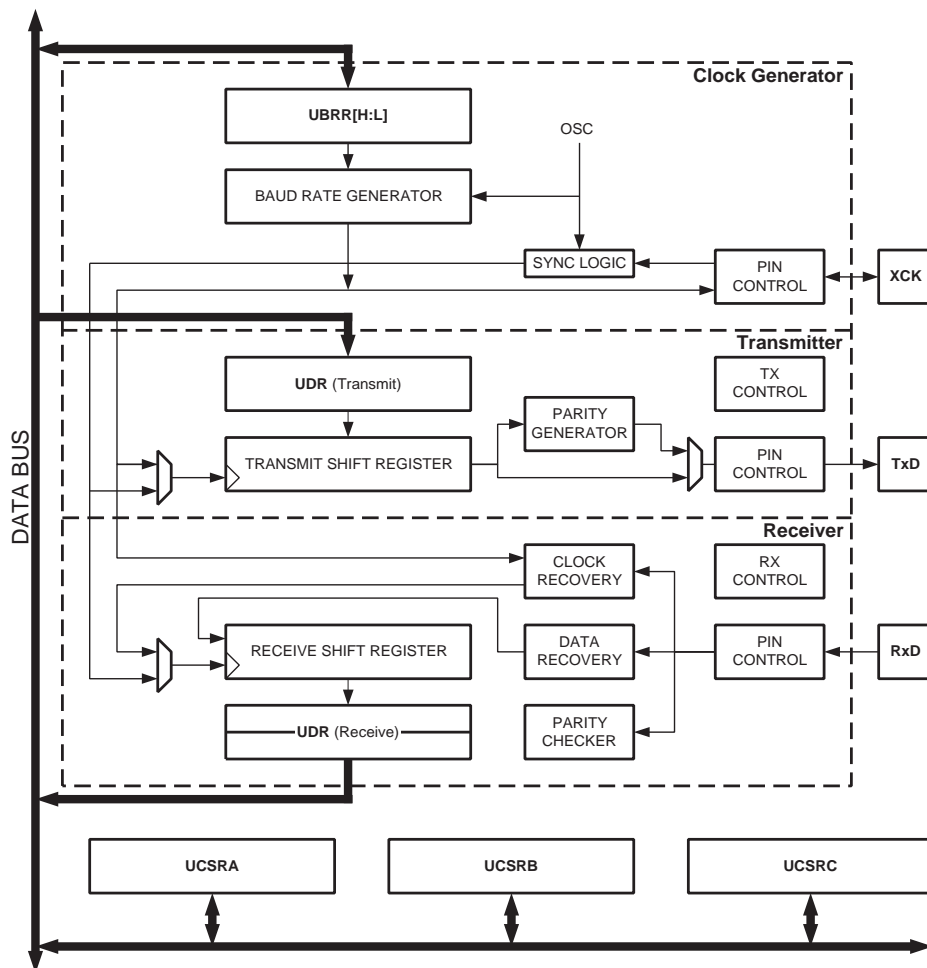 Clock Generator
UBRR[H:L]
OSC
BAUD RATE GENERATOR
SYNC LOGIC
PIN
CONTROL
XCK
Transmitter
UDR (Transmit)
TX
CONTROL
PARITY
GENERATOR
TRANSMIT SHIFT REGISTER
PIN
CONTROL
TxD
DATA BUS
Receiver
CLOCK
RECOVERY
RX
CONTROL
RECEIVE SHIFT REGISTER
DATA
RECOVERY
PIN
CONTROL
RxD
UDR (Receive)
PARITY
CHECKER
UCSRA
UCSRB
UCSRC